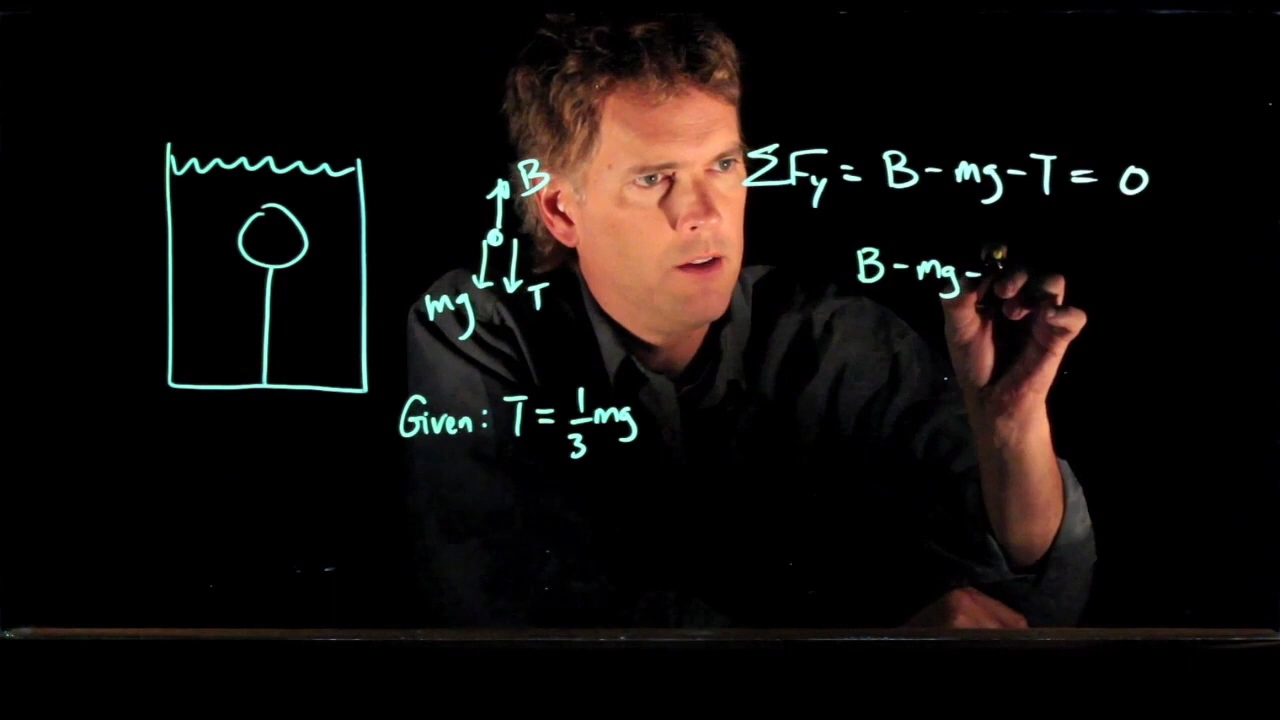 B
mg
T
ΣFy = B - mg - T = 0
B - mg -
Given: T = 1/3 mg